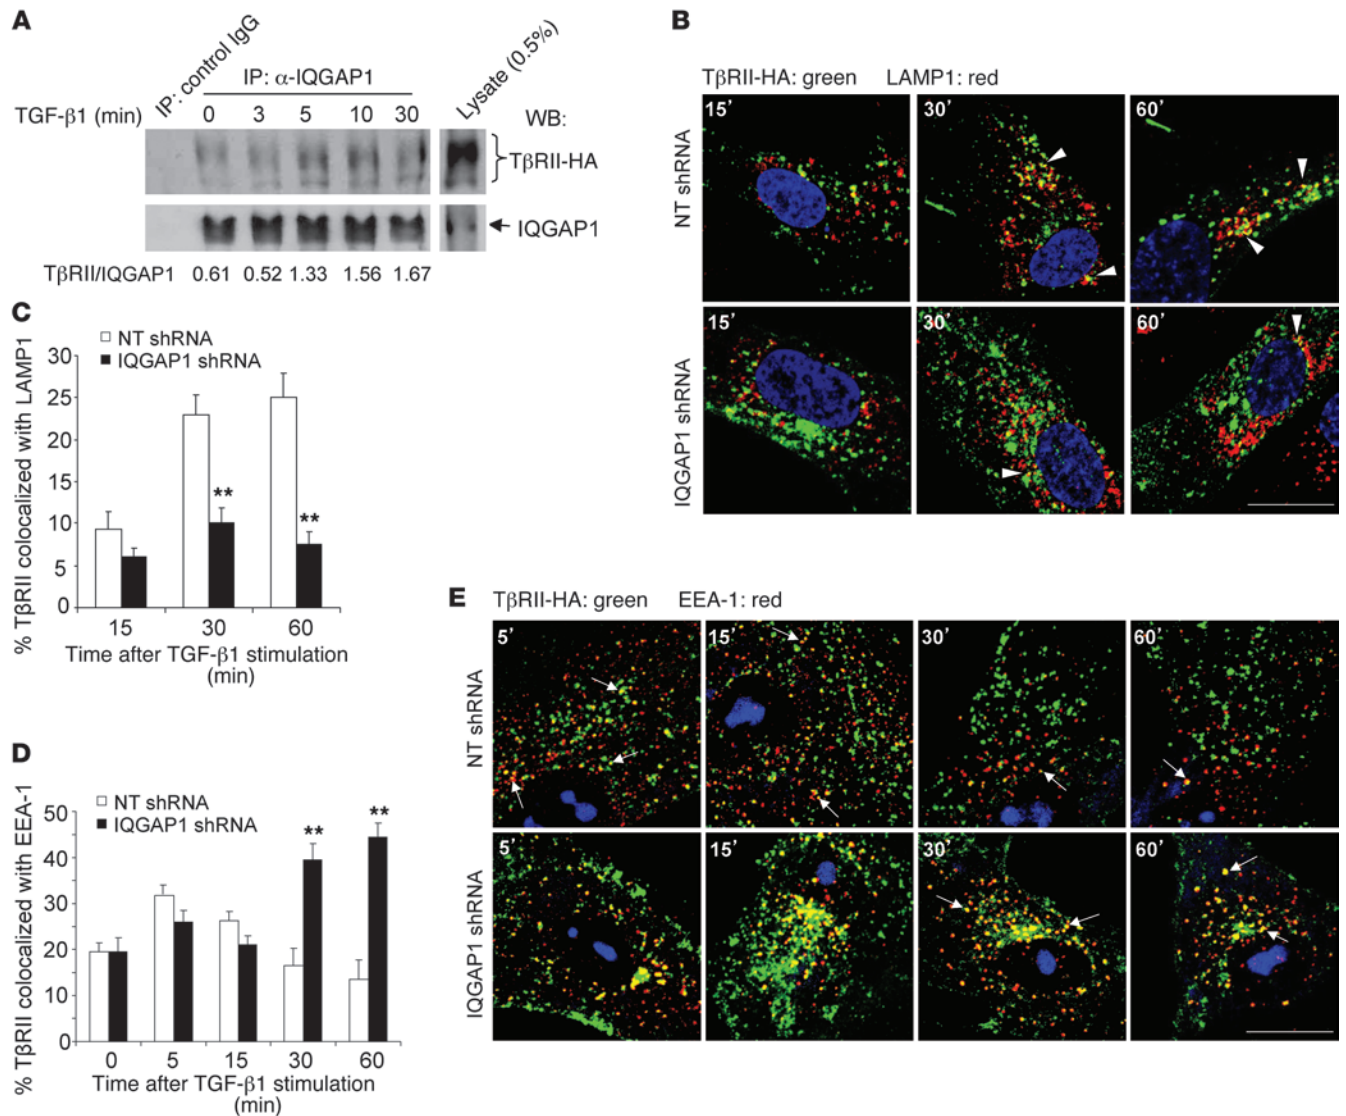 A
IP: control IgG
IP: α-IQGAP1
Lysate (0.5%)
TGF-β1 (min) 0 3 5 10 30 WB:
TβRII-HA
IQGAP1
TβRII/IQGAP1 0.61 0.52 1.33 1.56 1.67
B
TβRII-HA: green LAMP1: red
NT shRNA
15’ 30’ 60’
IQGAP1 shRNA
15’ 30’ 60’
C
NT shRNA
IQGAP1 shRNA
% TβRII colocalized with LAMP1
30
25
20
15
10
5
0
** **
15 30 60
Time after TGF-β1 stimulation
(min)
D
NT shRNA
IQGAP1 shRNA
% TβRII colocalized with EEA-1
50
40
30
20
10
0
** **
0 5 15 30 60
Time after TGF-β1 stimulation
(min)
E
TβRII-HA: green EEA-1: red
NT shRNA
5’ 15’ 30’ 60’
IQGAP1 shRNA
5’ 15’ 30’ 60’